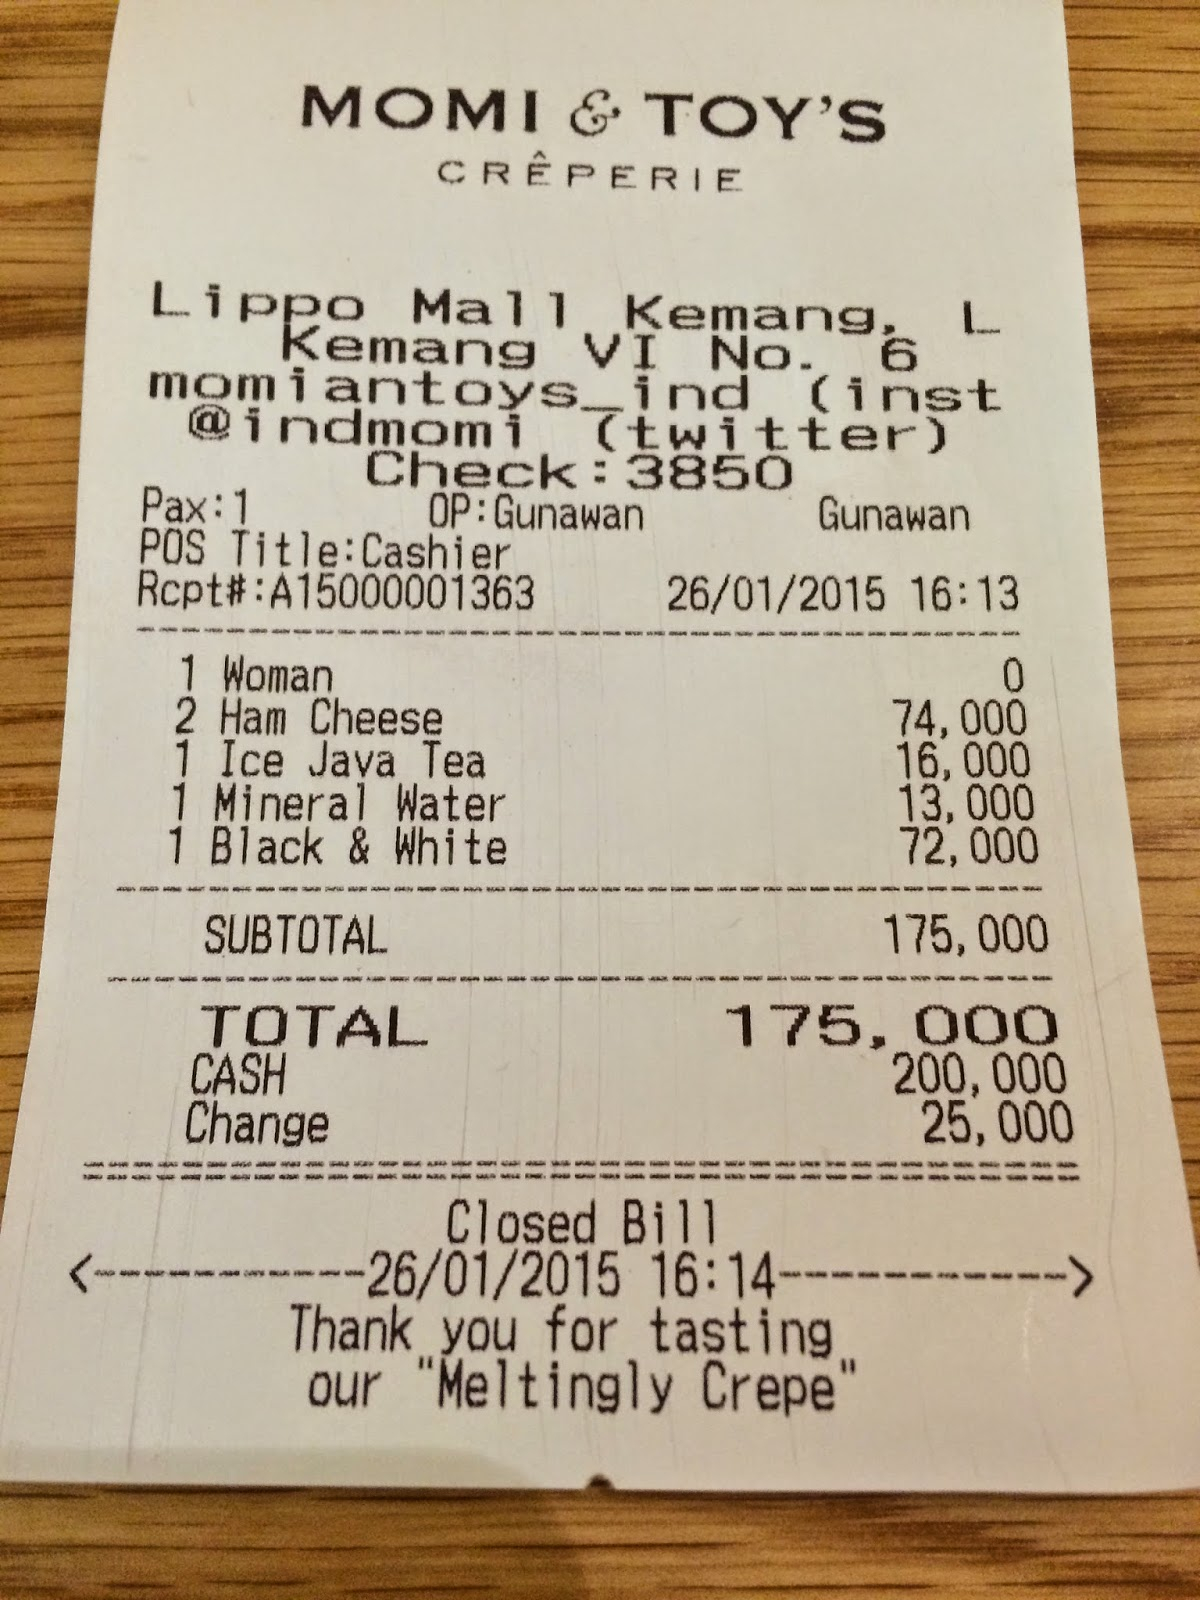 MOMI & TOY'S
CRÊPERIE
Lippo Mall Kemang, L
Kemang VI No. 6
momiantoys_ind (inst
@indmomi (twitter)
Check:3850
Pax:1 OP:Gunawan Gunawan
POS Title:Cashier
Rcpt#:A15000001363 26/01/2015 16:13
1 Woman 0
2 Ham Cheese 74,000
1 Ice Java Tea 16,000
1 Mineral Water 13,000
1 Black & White 72,000
SUBTOTAL 175,000
TOTAL 175,000
CASH 200,000
Change 25,000
Closed Bill
<------------26/01/2015 16:14------------->
Thank you for tasting
our "Meltingly Crepe"